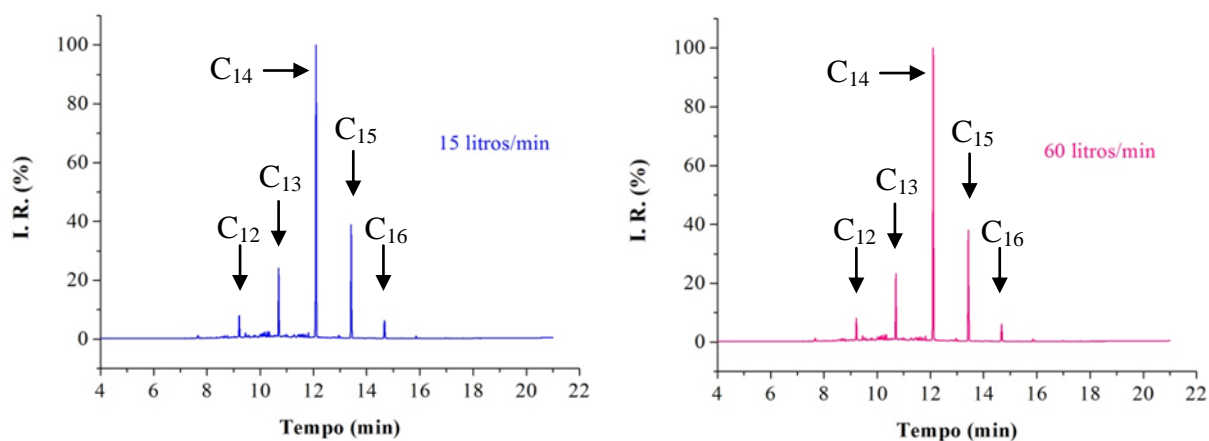 100
80
60
40
20
0
I. R. (%)
C₁₄
C₁₅
C₁₃
C₁₂
C₁₆
15 litros/min
4 6 8 10 12 14 16 18 20 22
Tempo (min)
100
80
60
40
20
0
I. R. (%)
C₁₄
C₁₅
C₁₃
C₁₂
C₁₆
60 litros/min
4 6 8 10 12 14 16 18 20 22
Tempo (min)